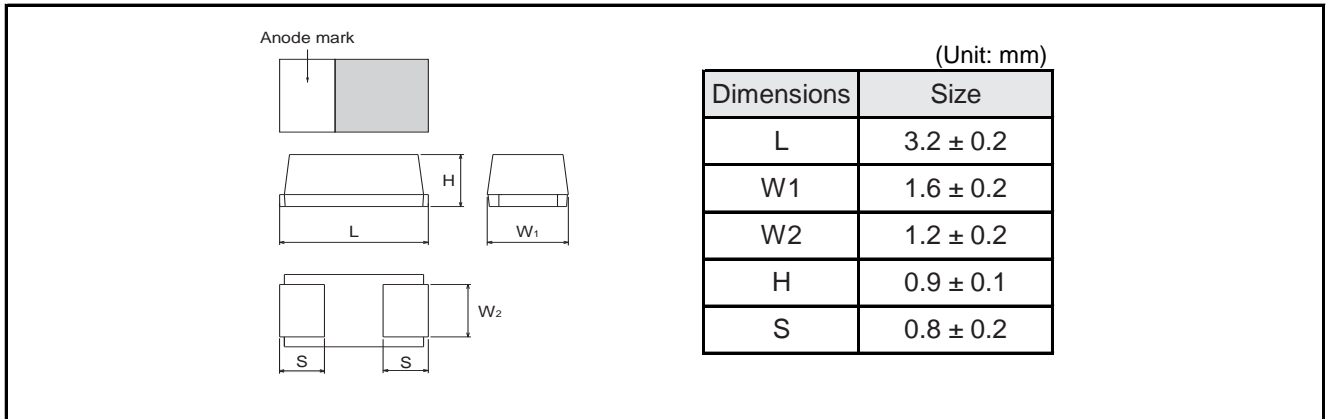 Anode mark
H
L
W1
W2
S S
(Unit: mm)
Dimensions Size
L 3.2 ± 0.2
W1 1.6 ± 0.2
W2 1.2 ± 0.2
H 0.9 ± 0.1
S 0.8 ± 0.2